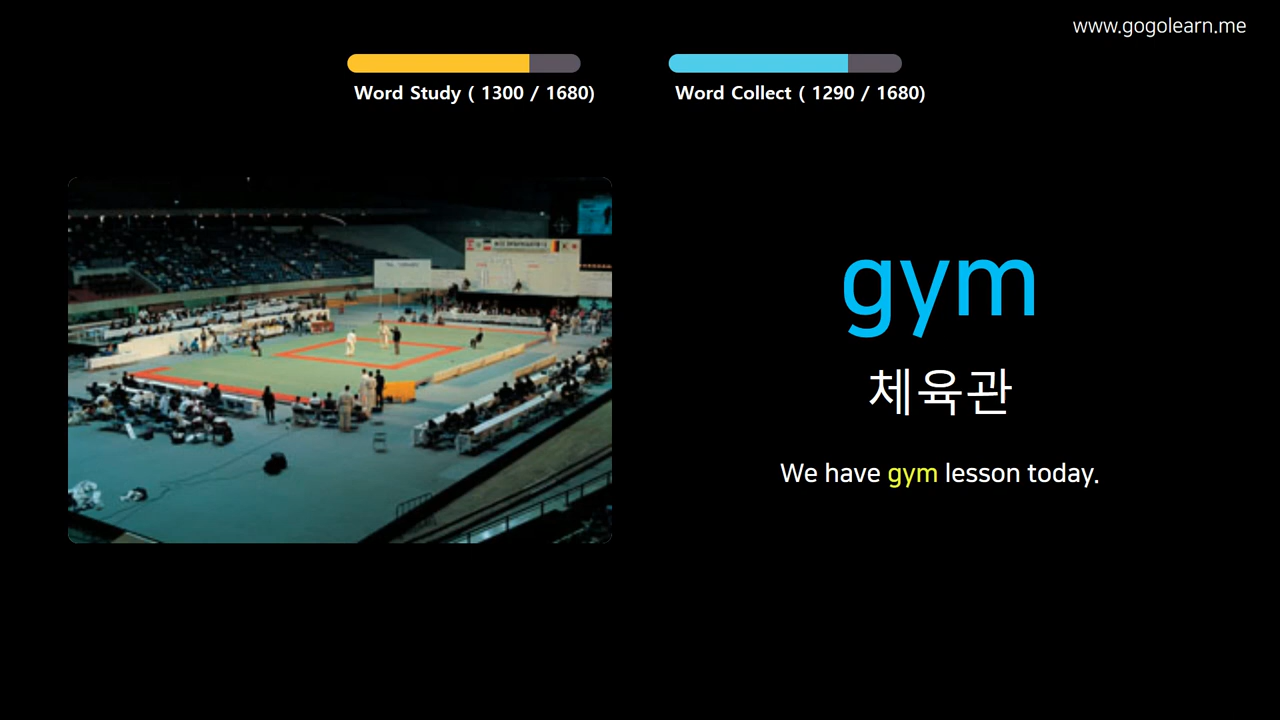 www.gogolearn.me
Word Study ( 1300 / 1680)
Word Collect ( 1290 / 1680)
gym
체육관
We have gym lesson today.